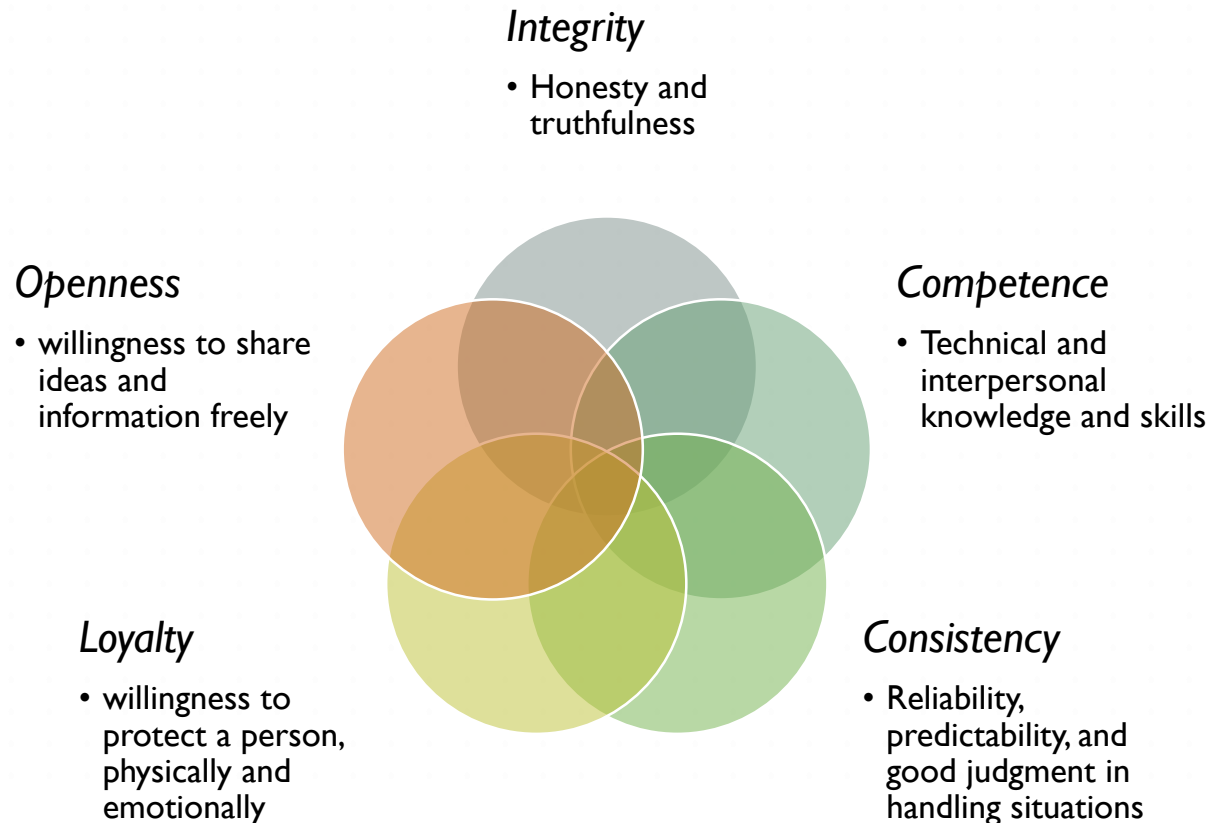 Integrity
• Honesty and
truthfulness
Openness
• willingness to share
ideas and
information freely
Competence
• Technical and
interpersonal
knowledge and skills
Loyalty
• willingness to
protect a person,
physically and
emotionally
Consistency
• Reliability,
predictability, and
good judgment in
handling situations